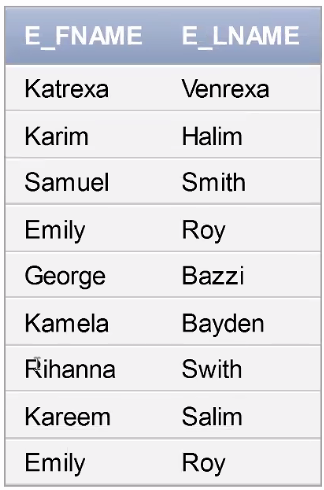 E_FNAME E_LNAME
Katrexa Venrexa
Karim Halim
Samuel Smith
Emily Roy
George Bazzi
Kamela Bayden
Rihanna Swith
Kareem Salim
Emily Roy